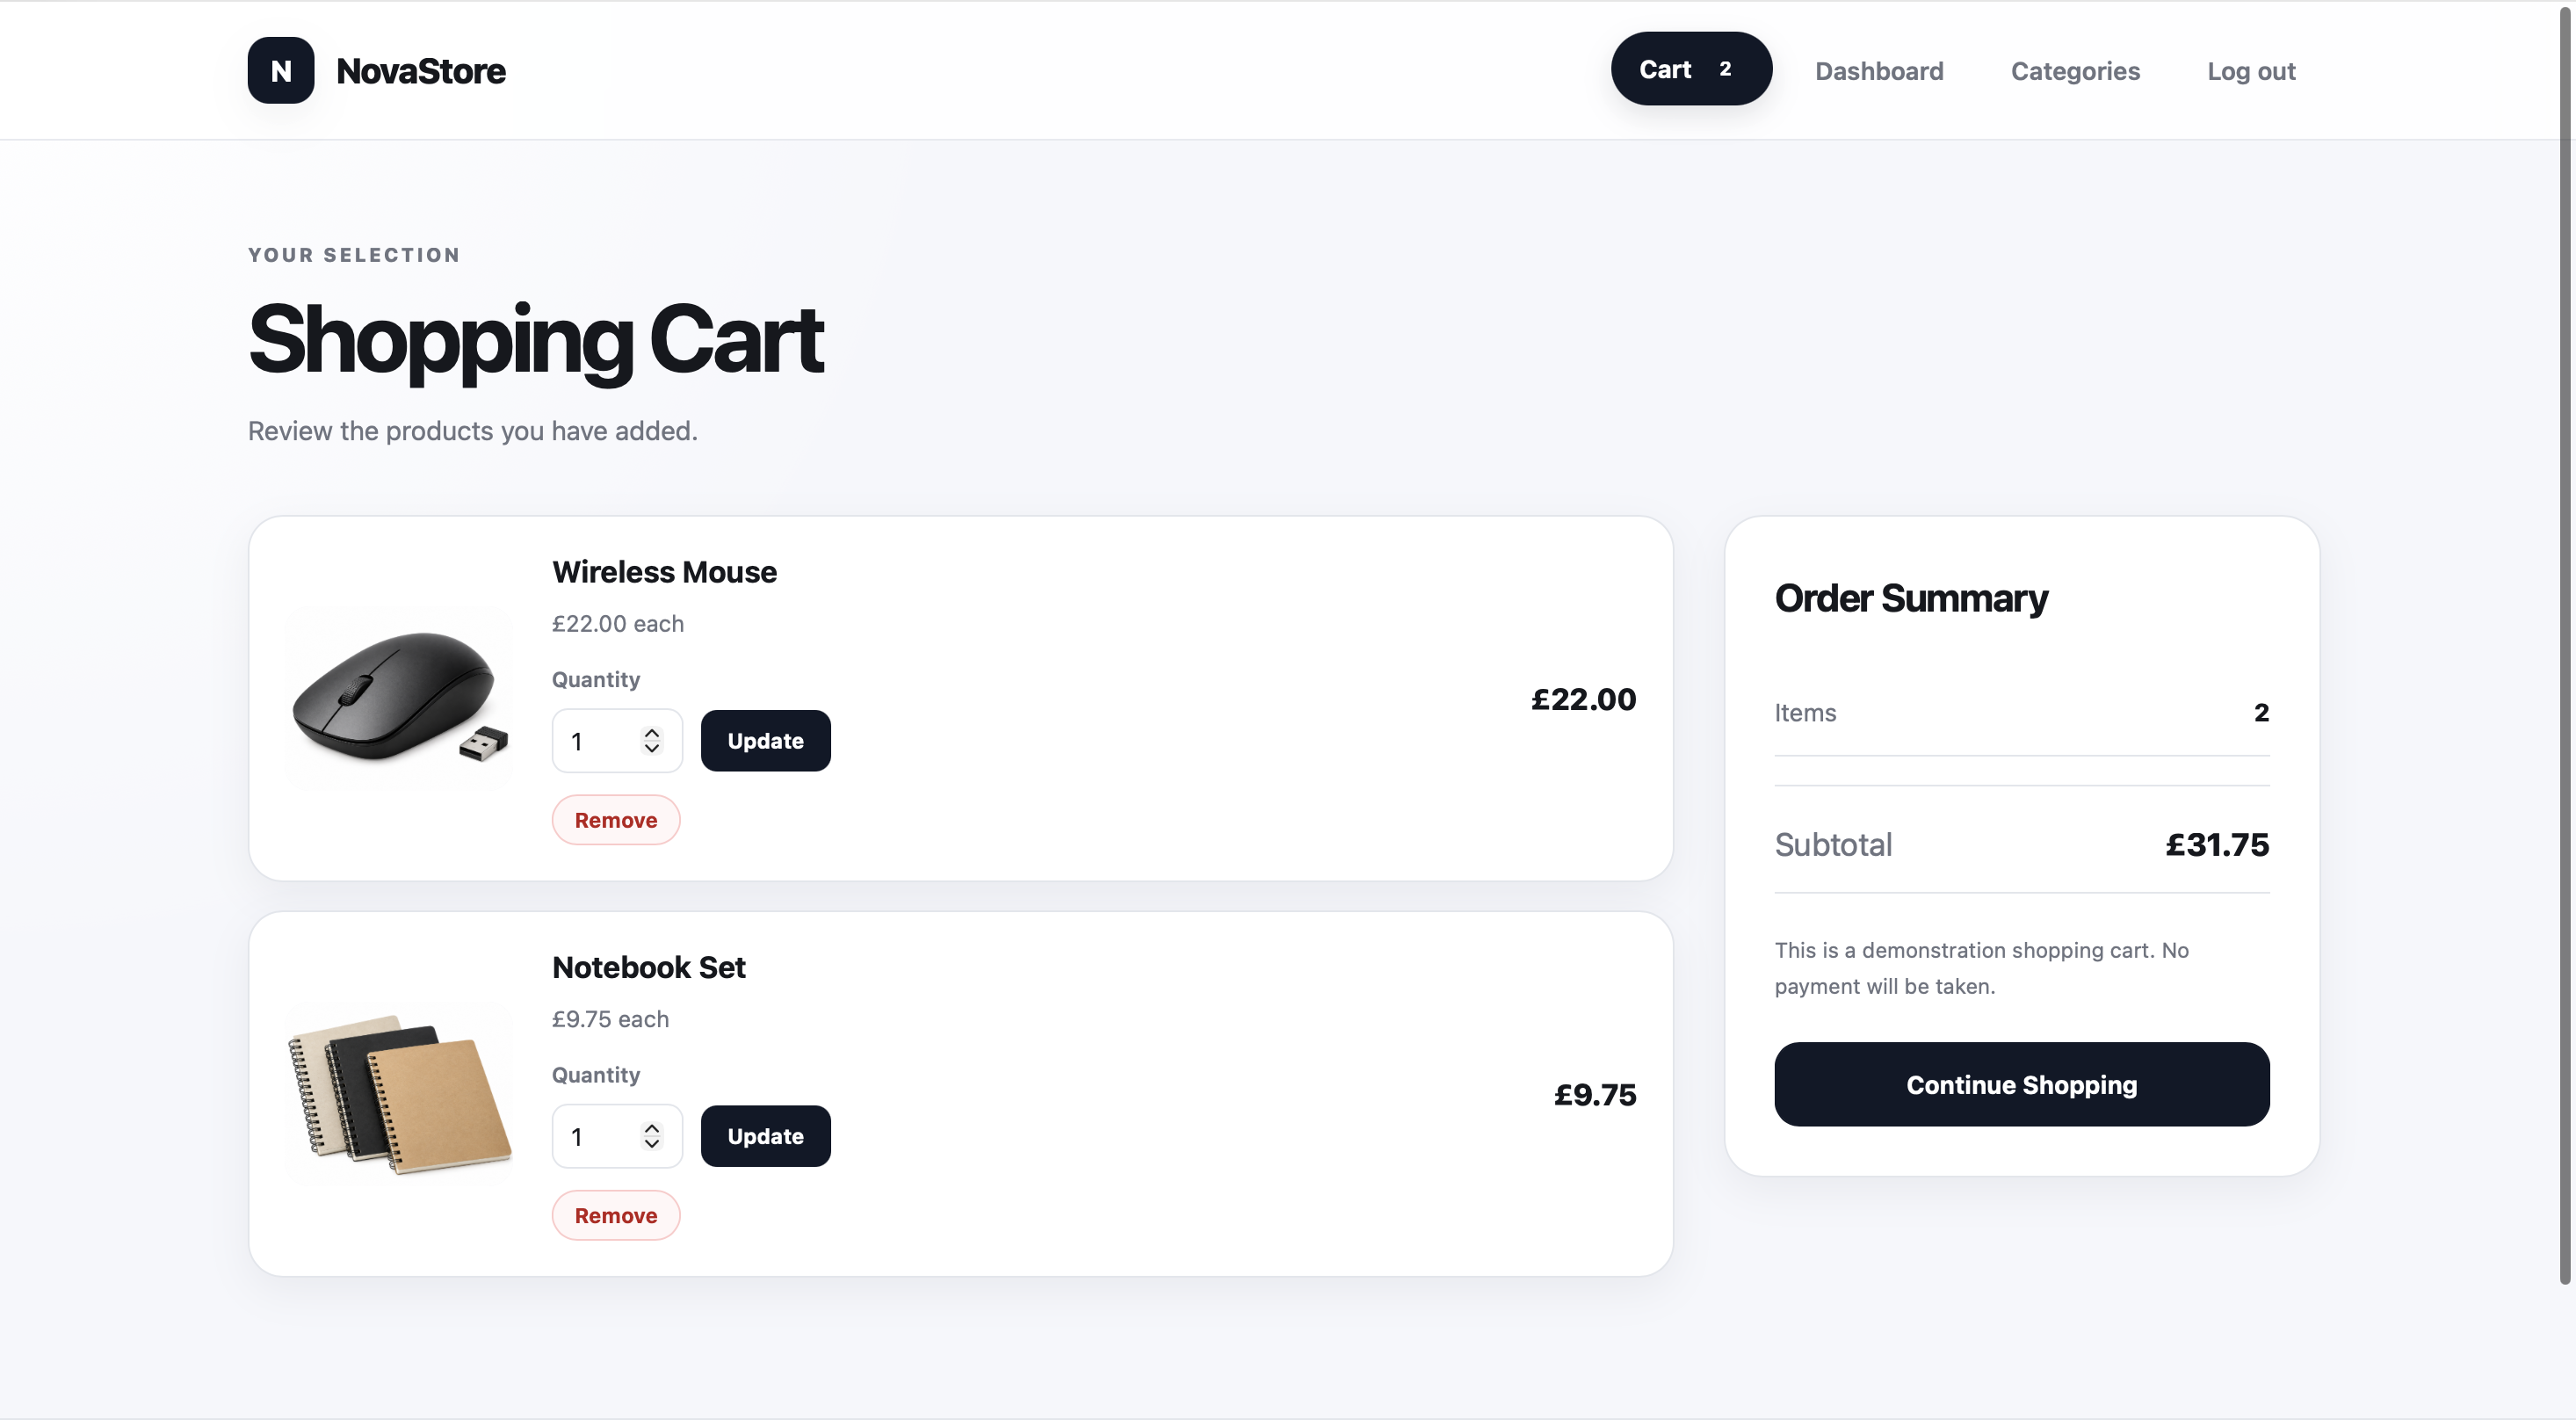 N
NovaStore
Cart 2
Dashboard
Categories
Log out
YOUR SELECTION
Shopping Cart
Review the products you have added.
Wireless Mouse
£22.00 each
Quantity
1
Update
Remove
£22.00
Notebook Set
£9.75 each
Quantity
1
Update
Remove
£9.75
Order Summary
Items 2
Subtotal £31.75
This is a demonstration shopping cart. No
payment will be taken.
Continue Shopping